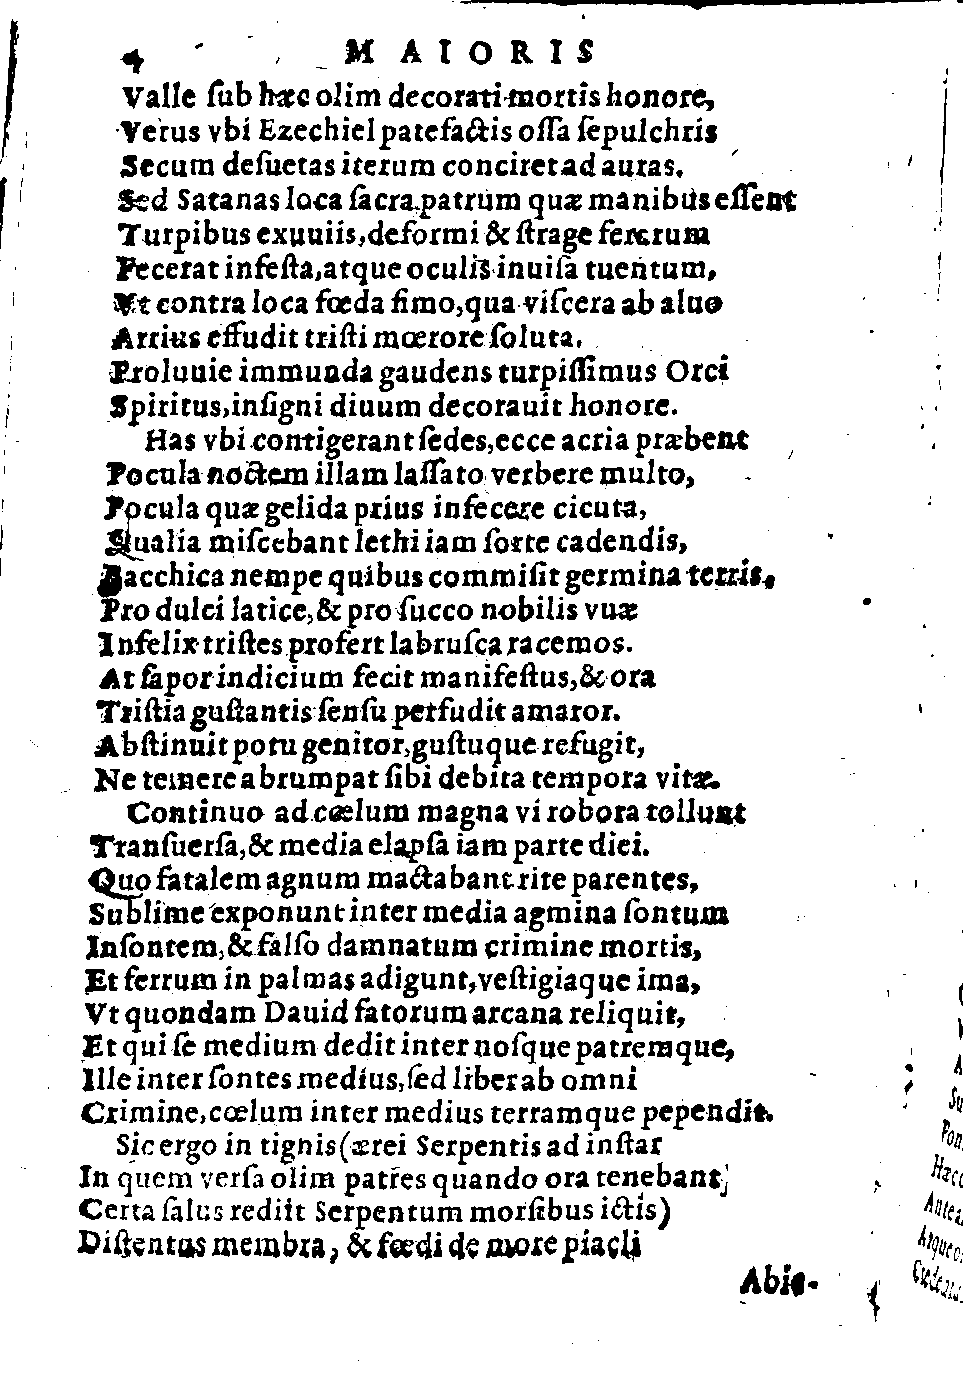 4 MAIORIS
Valle ſub hæc olim decorati mortis honore,
Verus vbi Ezechiel patefactis oſſa ſepulchris
Secum deſuetas iterum conciret ad auras.
Sed Satanas loca ſacra patrum quæ manibus eſſent
Turpibus exuuiis, deformi & ſtrage fererum
Fecerat infeſta, atque oculis inuiſa tuentum,
Vt contra loca fœda fimo, qua viſcera ab aluo
Arrius effudit triſti mœrore ſoluta.
Proluuie immunda gaudens turpiſſimus Orci
Spiritus, inſigni diuum decorauit honore.
Has vbi contigerant ſedes, ecce acria præbent
Pocula noctem illam laſſato verbere multo,
Pocula quæ gelida prius infecere cicuta,
Qualia miſcebant lethi iam ſorte cadendis,
Bacchica nempe quibus commiſit germina terris.
Pro dulci latice, & pro ſucco nobilis vuæ
Infelix triſtes profert labruſca racemos.
At ſapor indicium fecit manifeſtus, & ora
Triſtia guſtantis ſenſu perfudit amaror.
Abſtinuit potu genitor, guſtuque refugit,
Ne temere abrumpat ſibi debita tempora vitæ.
Continuo ad cœlum magna vi robora tollunt
Tranſuerſa, & media elapſa iam parte diei.
Quo fatalem agnum mactabant rite parentes,
Sublime exponunt inter media agmina ſontum
Inſontem, & falſo damnatum crimine mortis,
Et ferrum in palmas adigunt, veſtigiaque ima,
Vt quondam Dauid fatorum arcana reliquit,
Et qui ſe medium dedit inter noſque patremque,
Ille inter ſontes medius, ſed liber ab omni
Crimine, cœlum inter medius terramque pependit.
Sic ergo in tignis (ærei Serpentis ad inſtar
In quem verſa olim patres quando ora tenebant,
Certa ſalus rediit Serpentum morſibus ictis)
Diſtentus membra, & fœdi de more piacli
Abie-
Su
Pon
Hæc
Antea
Atque o